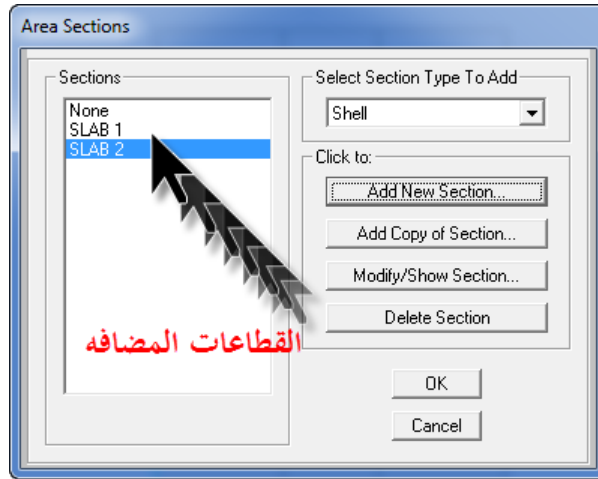 Area Sections
Sections
None
SLAB 1
SLAB 2
القطاعات المضافه
Select Section Type To Add
Shell
Click to:
Add New Section...
Add Copy of Section...
Modify/Show Section...
Delete Section
OK
Cancel